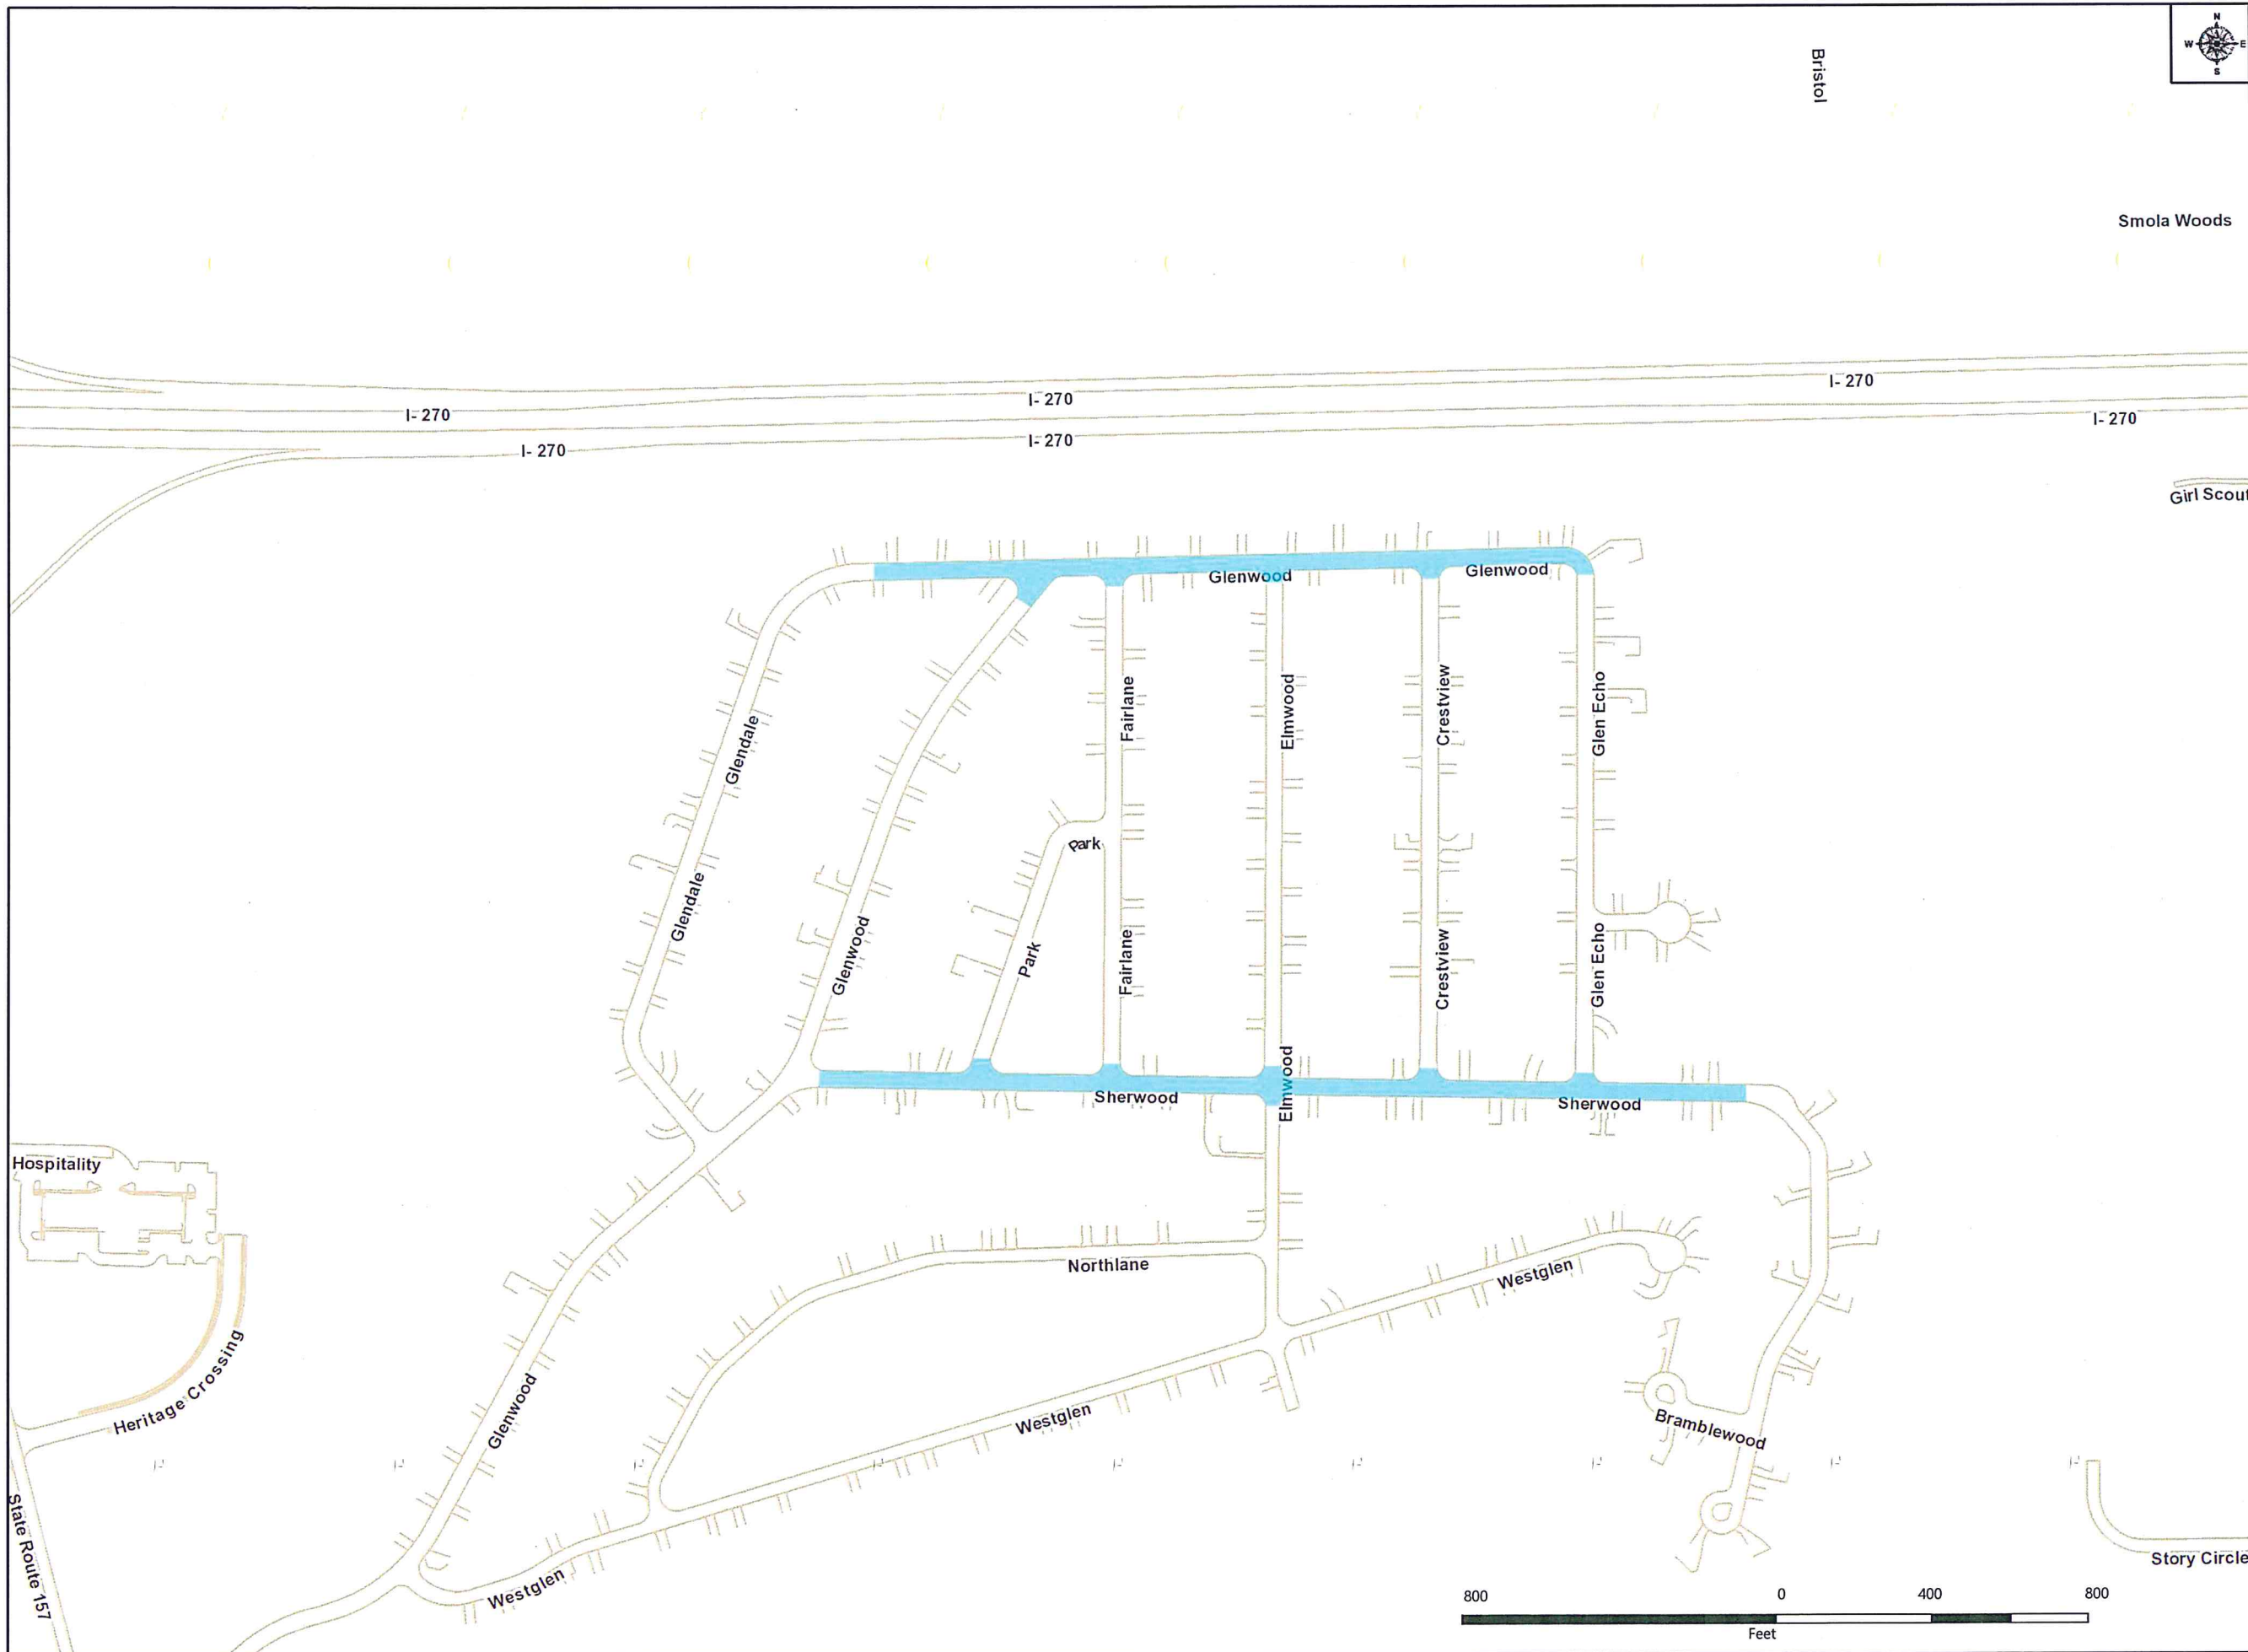 N
W E
S
Bristol
Smola Woods
I- 270
I- 270
I- 270
I- 270
I- 270
I- 270
Girl Scout
Glenwood
Glenwood
Fairlane
Elmwood
Crestview
Glen Echo
Glendale
Park
Glendale
Glenwood
Park
Fairlane
Crestview
Glen Echo
Elmwood
Sherwood
Sherwood
Hospitality
Northlane
Westglen
Heritage Crossing
Glenwood
Westglen
Bramblewood
State Route 157
Westglen
Story Circle
800 0 400 800
Feet